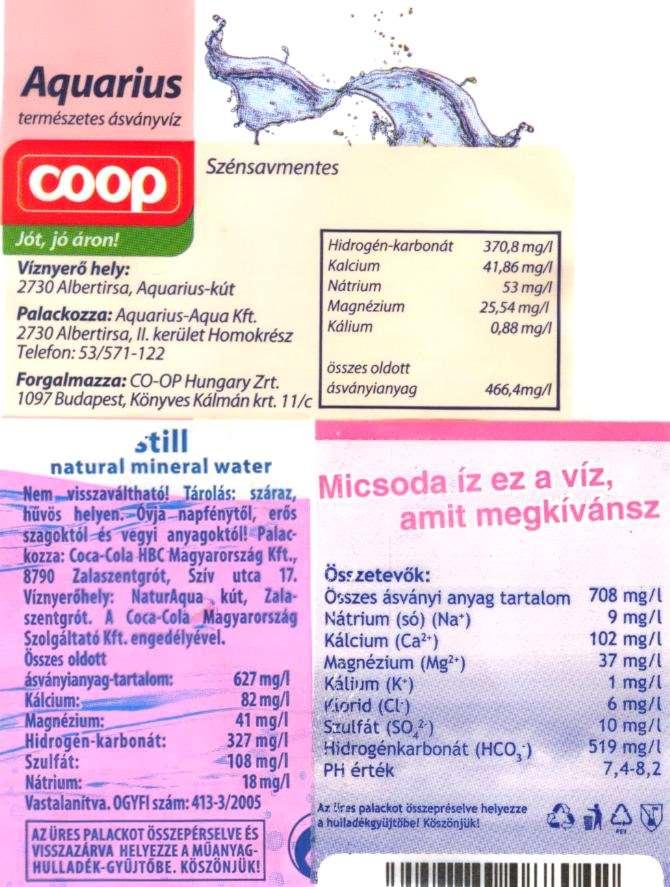 Aquarius
természetes ásványvíz
coop
Jót, jó áron!
Szénsavmentes
Víznyerő hely:
2730 Albertirsa, Aquarius-kút
Palackozza: Aquarius-Aqua Kft.
2730 Albertirsa, II. kerület Homokrész
Telefon: 53/571-122
Forgalmazza: CO-OP Hungary Zrt.
1097 Budapest, Könyves Kálmán krt. 11/c
Hidrogén-karbonát 370,8 mg/l
Kalcium 41,86 mg/l
Nátrium 53 mg/l
Magnézium 25,54 mg/l
Kálium 0,88 mg/l
összes oldott
ásványianyag 466,4mg/l
still
natural mineral water
Nem visszaváltható! Tárolás: száraz,
hűvös helyen. Óvja napfénytől, erős
szagoktól és vegyi anyagoktól! Palac-
kozza: Coca-Cola HBC Magyarország Kft.,
8790 Zalaszentgrót, Szív utca 17.
Víznyerőhely: NaturAqua kút, Zala-
szentgrót. A Coca-Cola Magyarország
Szolgáltató Kft. engedélyével.
Összes oldott
ásványianyag-tartalom: 627 mg/l
Kálcium: 82 mg/l
Magnézium: 41 mg/l
Hidrogén-karbonát: 327 mg/l
Szulfát: 108 mg/l
Nátrium: 18 mg/l
Vastalanítva. OGYFI szám: 413-3/2005
AZ ÜRES PALACKOT ÖSSZEPÉRSELVE ÉS
VISSZAZÁRVA HELYEZZE A MŰANYAG-
HULLADÉK-GYŰJTŐBE. KÖSZÖNJÜK!
Micsoda íz ez a víz,
amit megkívánsz
Összetevők:
Összes ásványi anyag tartalom 708 mg/l
Nátrium (só) (Na⁺) 9 mg/l
Kálcium (Ca²⁺) 102 mg/l
Magnézium (Mg²⁺) 37 mg/l
Kálium (K⁺) 1 mg/l
Klorid (Cl⁻) 6 mg/l
Szulfát (SO₄²⁻) 10 mg/l
Hidrogénkarbonát (HCO₃⁻) 519 mg/l
PH érték 7,4-8,2
Az üres palackot összepréselve helyezze
a hulladékgyűjtőbe! Köszönjük!